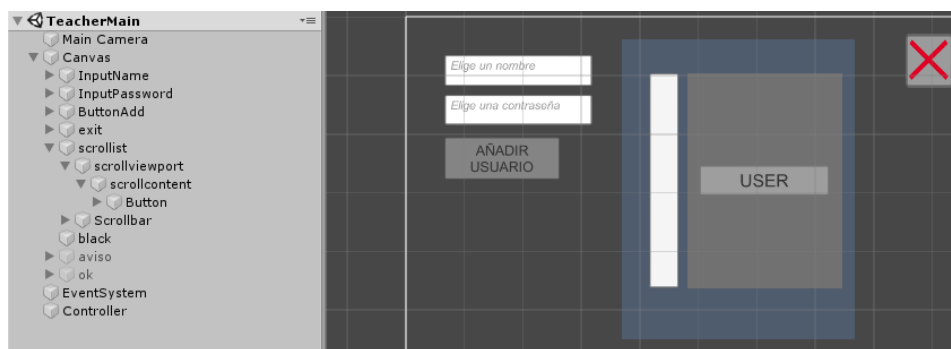 TeacherMain
Main Camera
Canvas
InputName
InputPassword
ButtonAdd
exit
scrollist
scrollviewport
scrollcontent
Button
Scrollbar
black
aviso
ok
EventSystem
Controller
Elige un nombre
Elige una contraseña
AÑADIR
USUARIO
USER